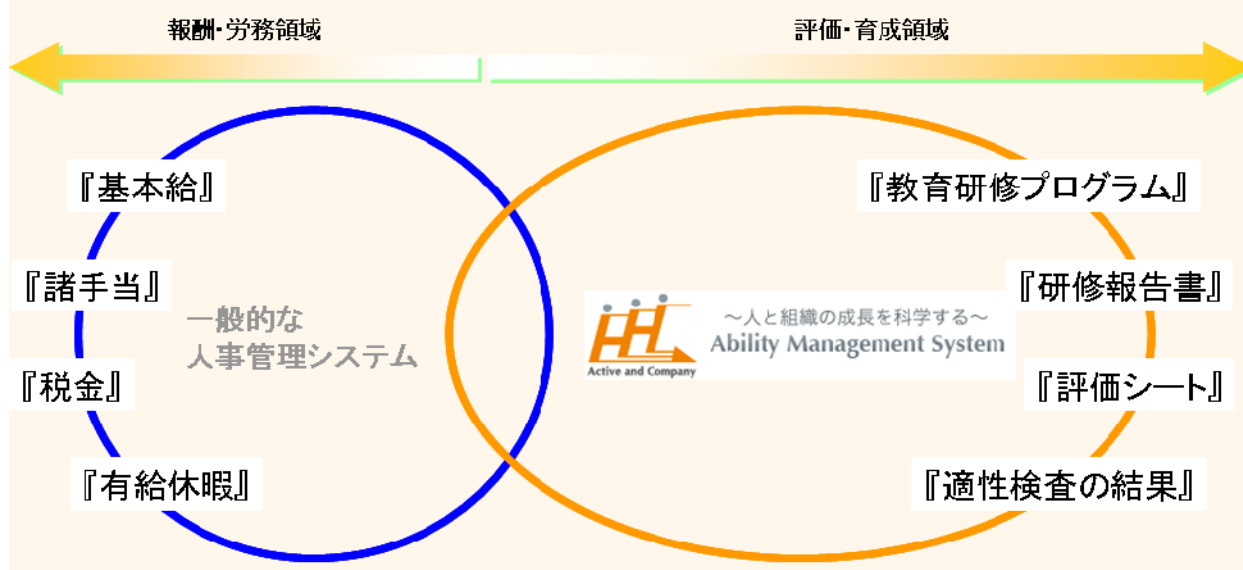 報酬・労務領域
評価・育成領域
『基本給』
『諸手当』
『税金』
『有給休暇』
一般的な
人事管理システム
『教育研修プログラム』
『研修報告書』
『評価シート』
『適性検査の結果』
～人と組織の成長を科学する～
Ability Management System
Active and Company